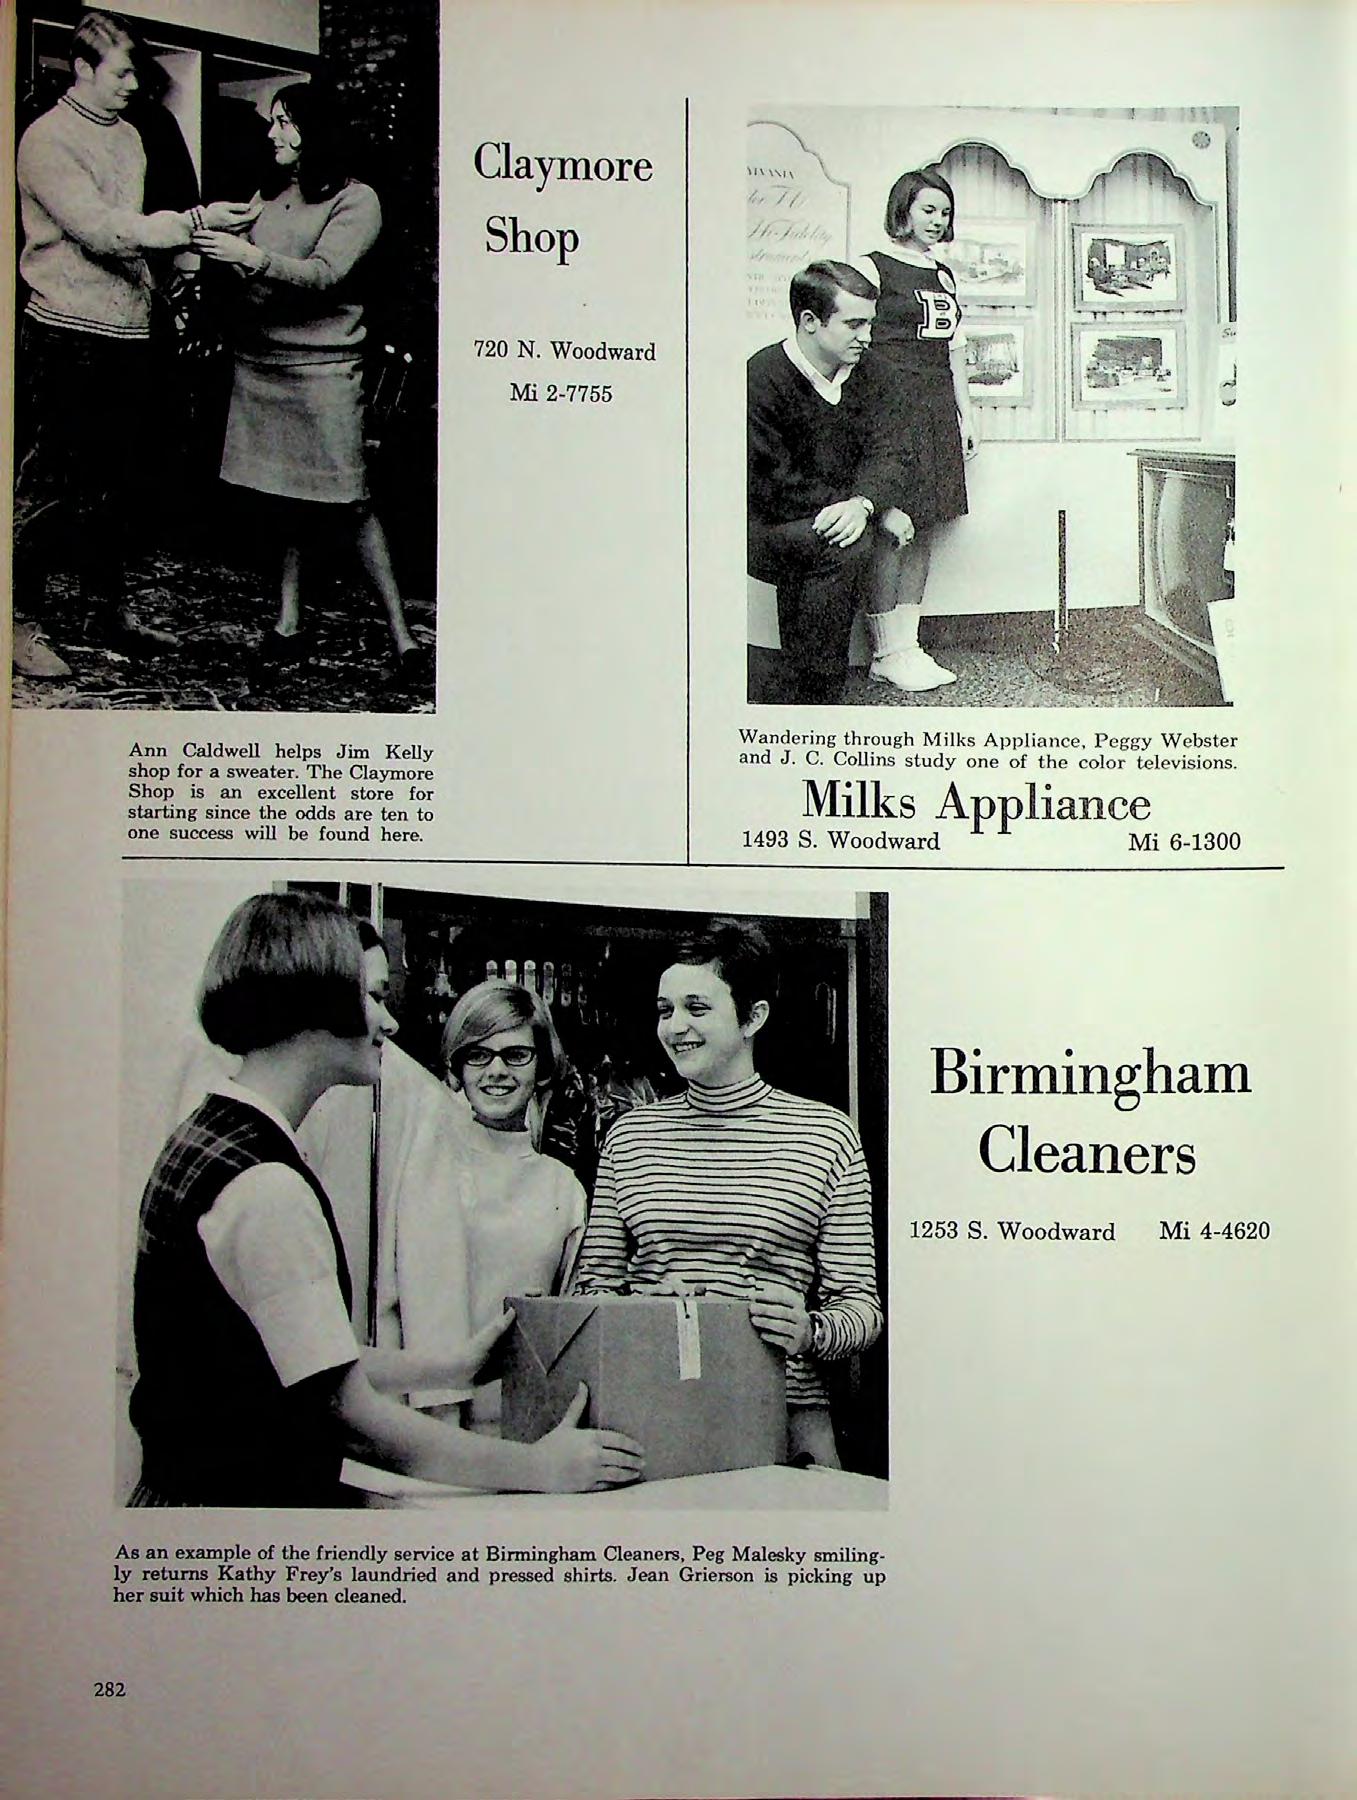 Claymore
Shop
720 N. Woodward
Mi 2-7755
Ann Caldwell helps Jim Kelly
shop for a sweater. The Claymore
Shop is an excellent store for
starting since the odds are ten to
one success will be found here.
B
Wandering through Milks Appliance, Peggy Webster
and J. C. Collins study one of the color televisions.
Milks Appliance
1493 S. Woodward Mi 6-1300
Birmingham
Cleaners
1253 S. Woodward Mi 4-4620
As an example of the friendly service at Birmingham Cleaners, Peg Malesky smiling-
ly returns Kathy Frey's laundried and pressed shirts. Jean Grierson is picking up
her suit which has been cleaned.
282